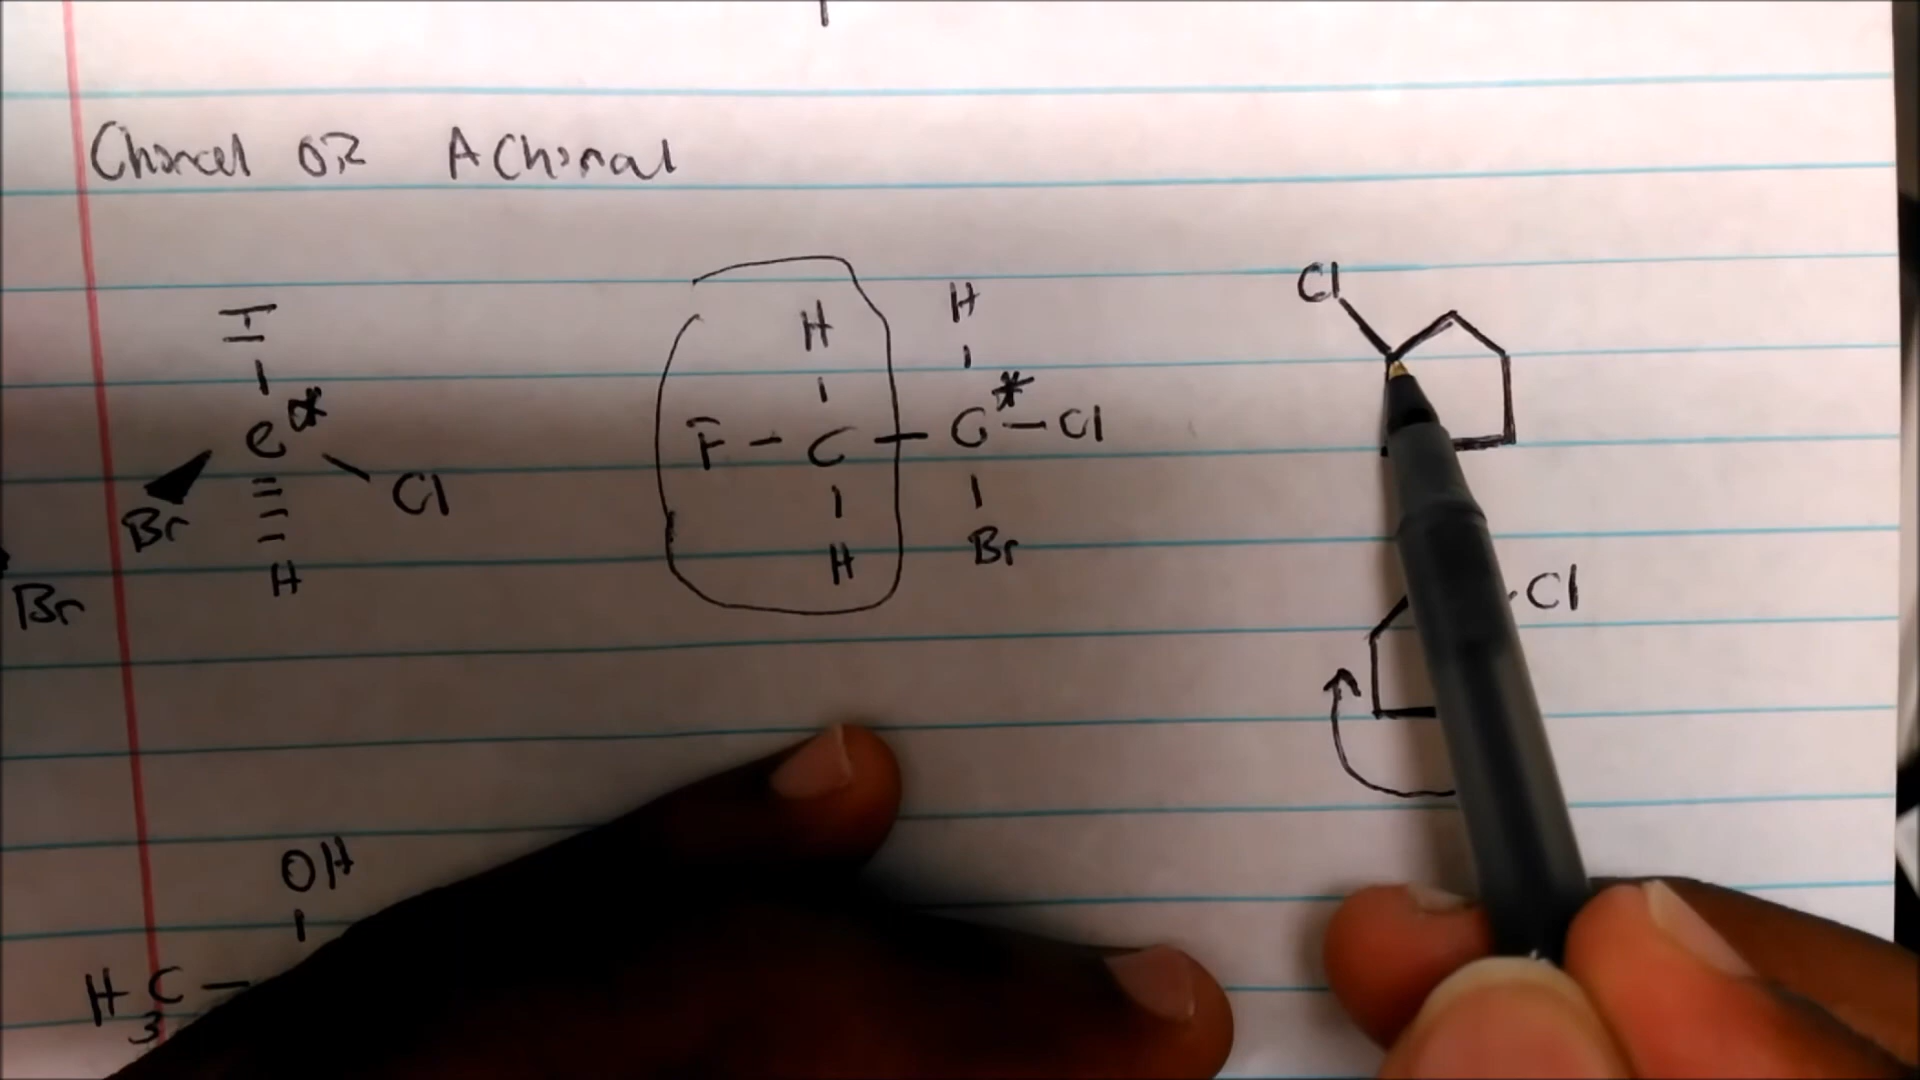 Chiral OR AChiral
I
C*
Br
Cl
H
Br
H
F - C - C* - Cl
H
H
Br
Cl
Cl
OH
H3C -